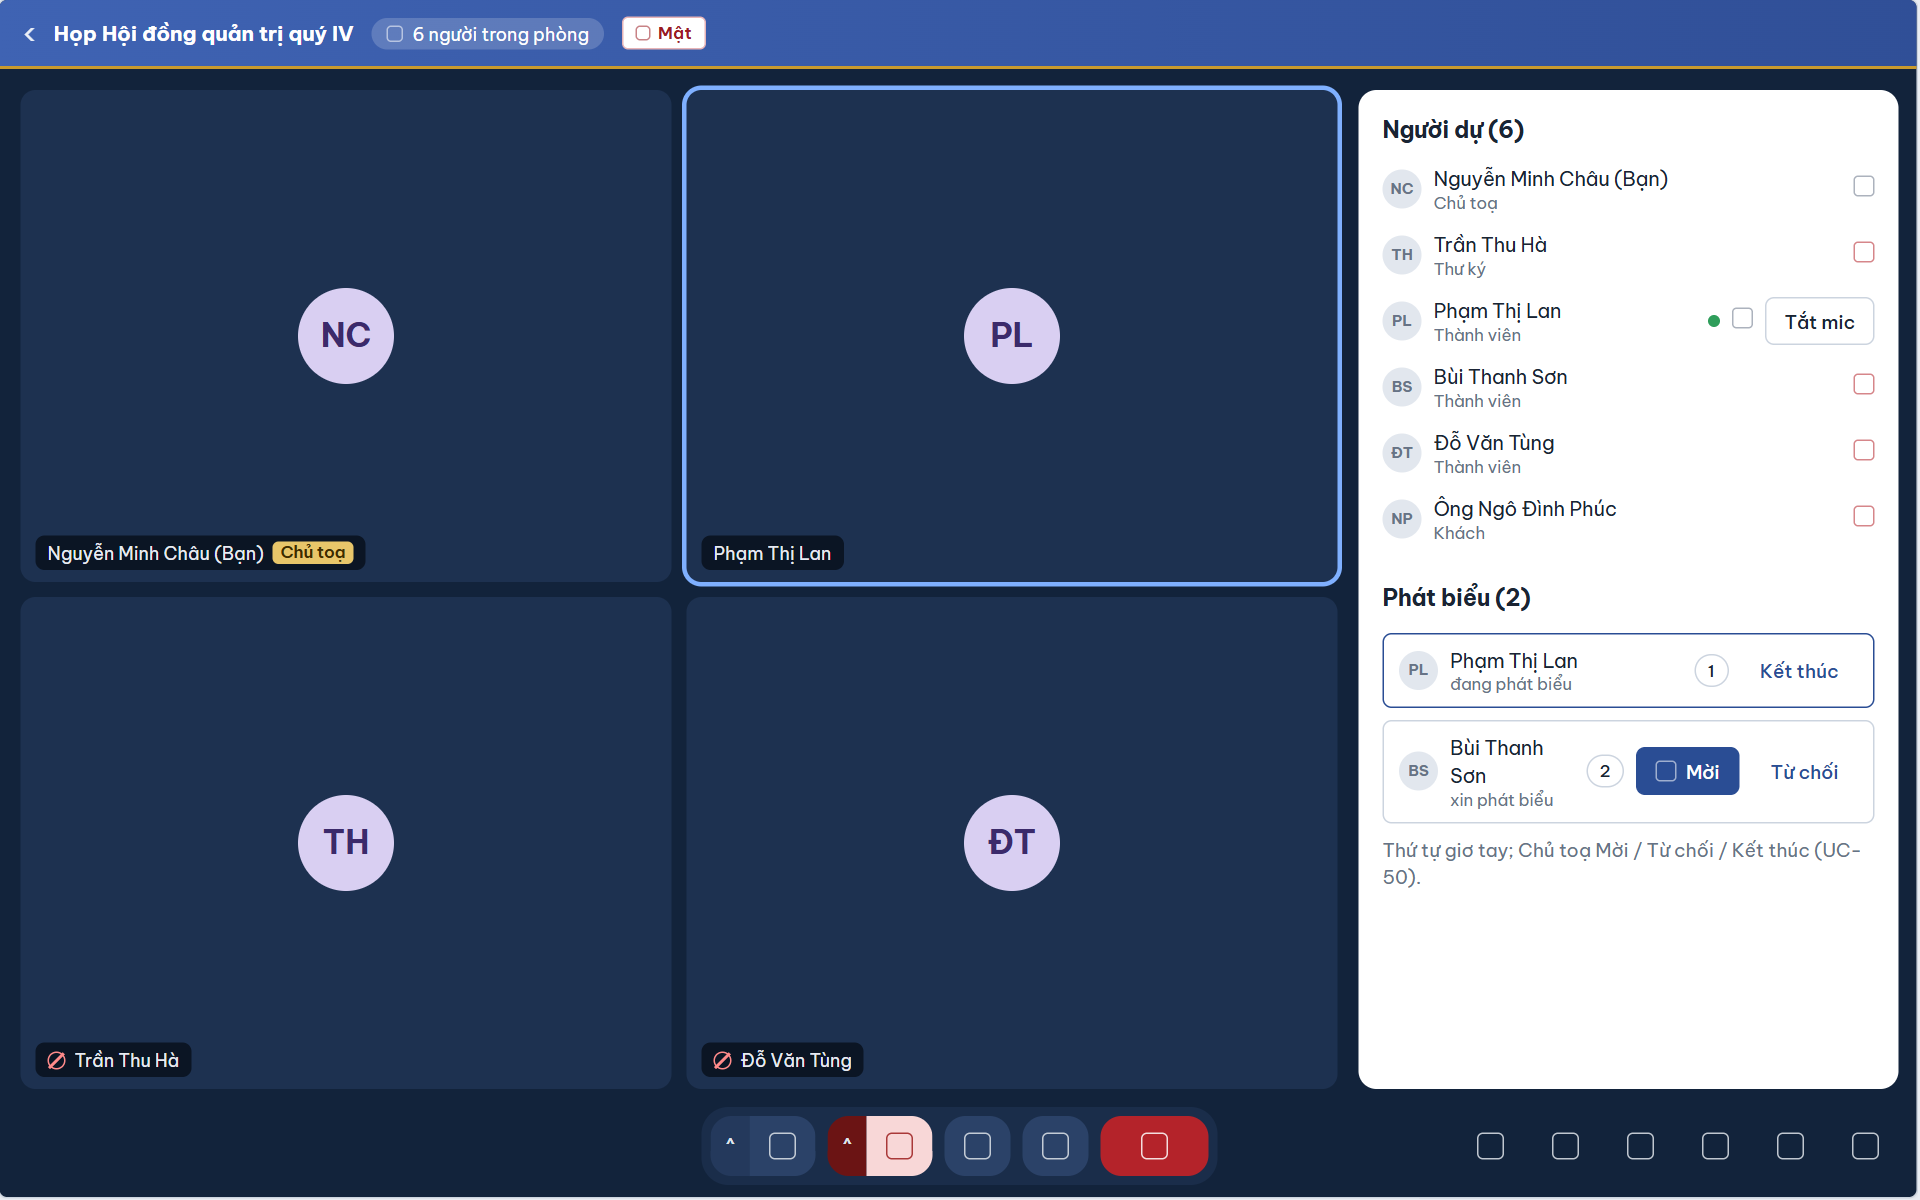 Họp Hội đồng quản trị quý IV
6 người trong phòng
Mật
NC
Nguyễn Minh Châu (Bạn)
Chủ toạ
PL
Phạm Thị Lan
TH
Trần Thu Hà
ĐT
Đỗ Văn Tùng
Người dự (6)
NC
Nguyễn Minh Châu (Bạn)
Chủ toạ
TH
Trần Thu Hà
Thư ký
PL
Phạm Thị Lan
Thành viên
Tắt mic
BS
Bùi Thanh Sơn
Thành viên
ĐT
Đỗ Văn Tùng
Thành viên
NP
Ông Ngô Đình Phúc
Khách
Phát biểu (2)
PL
Phạm Thị Lan
đang phát biểu
1
Kết thúc
BS
Bùi Thanh
Sơn
xin phát biểu
2
Mời
Từ chối
Thứ tự giơ tay; Chủ toạ Mời / Từ chối / Kết thúc (UC-
50).